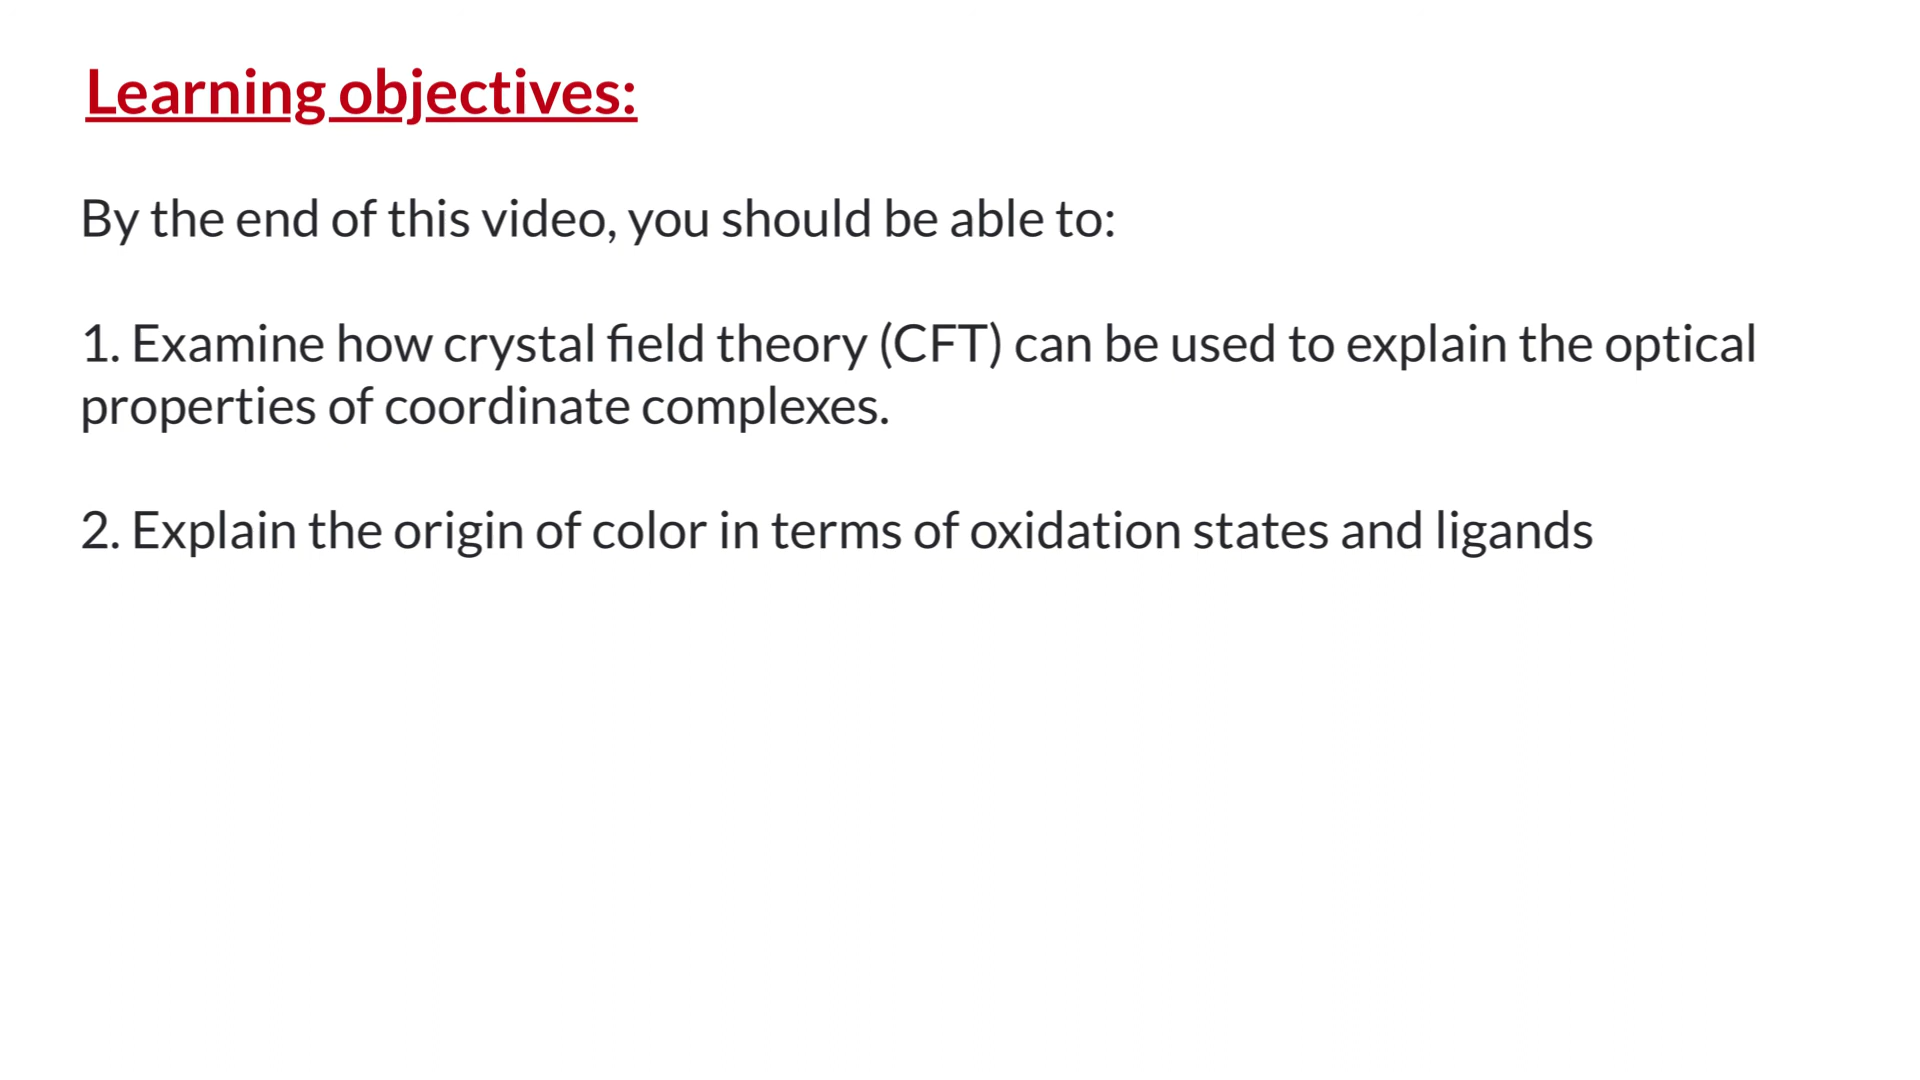 Learning objectives:
By the end of this video, you should be able to:
1. Examine how crystal field theory (CFT) can be used to explain the optical
properties of coordinate complexes.
2. Explain the origin of color in terms of oxidation states and ligands